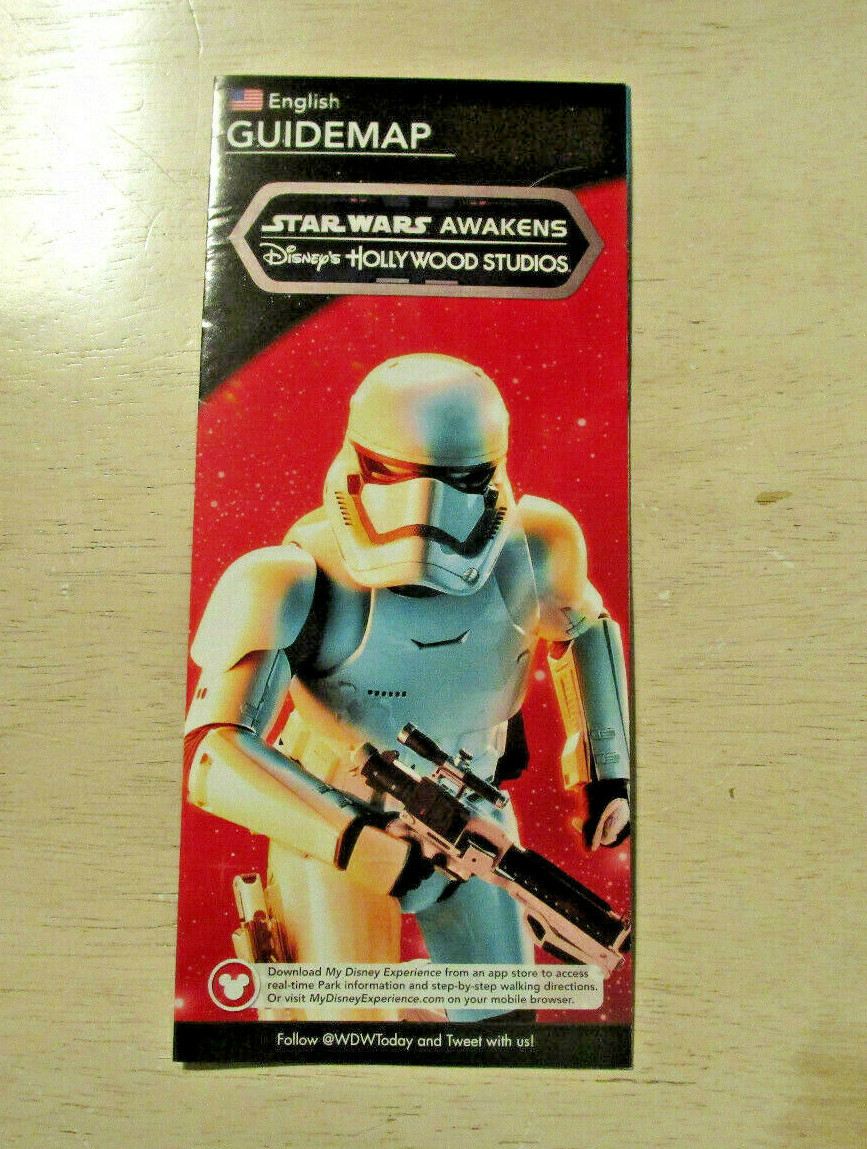 English
GUIDEMAP
STAR WARS AWAKENS
Disney's HOLLYWOOD STUDIOS
Download My Disney Experience from an app store to access
real-time Park information and step-by-step walking directions.
Or visit MyDisneyExperience.com on your mobile browser.
Follow @WDWToday and Tweet with us!